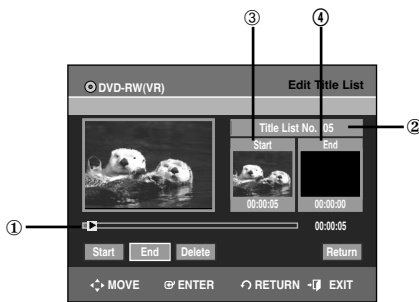 ③ ④
DVD-RW(VR) Edit Title List
Title List No. 05
②
Start End
00:00:05 00:00:00
① 00:00:05
Start End Delete Return
MOVE ENTER RETURN EXIT